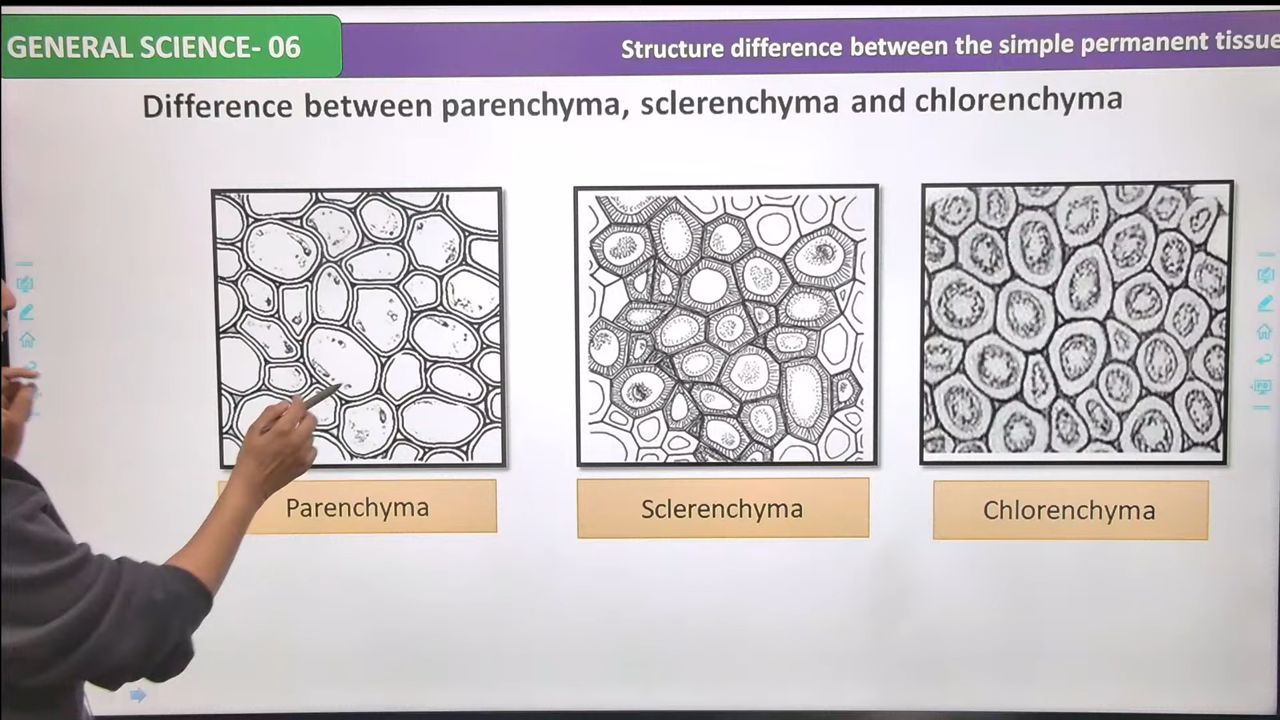 GENERAL SCIENCE- 06
Structure difference between the simple permanent tissue
Difference between parenchyma, sclerenchyma and chlorenchyma
Parenchyma
Sclerenchyma
Chlorenchyma